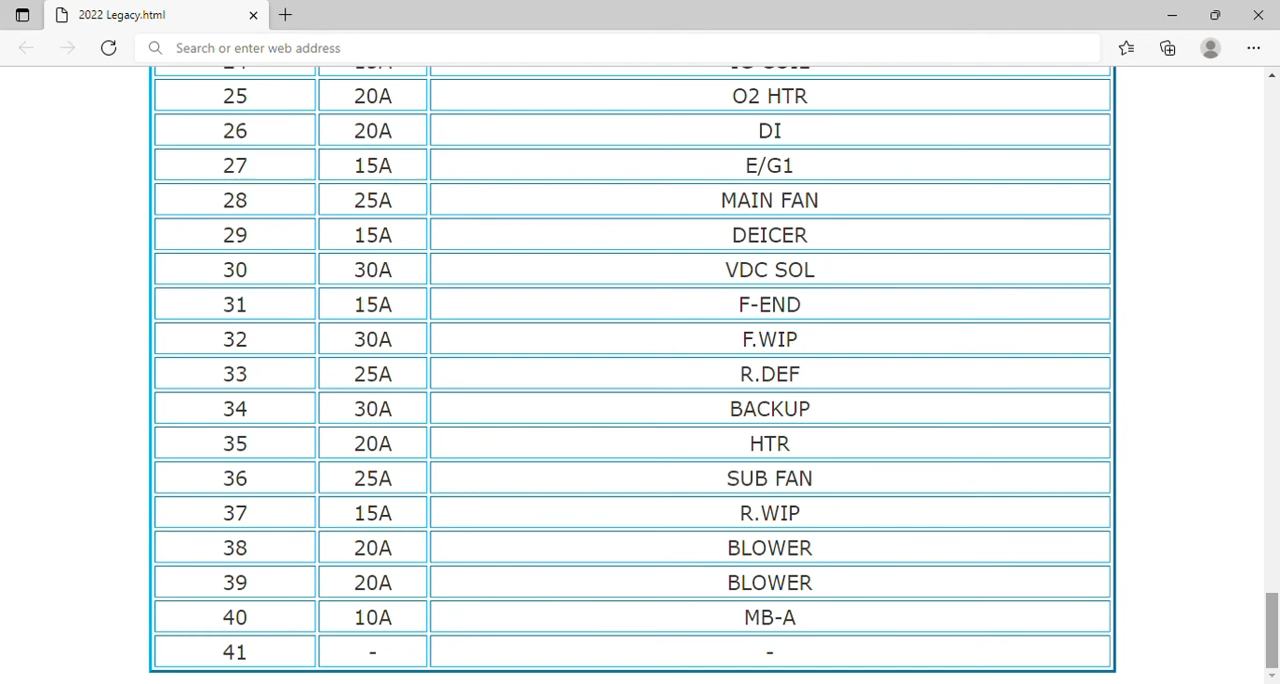 2022 Legacy.html
Search or enter web address
25 20A O2 HTR
26 20A DI
27 15A E/G1
28 25A MAIN FAN
29 15A DEICER
30 30A VDC SOL
31 15A F-END
32 30A F.WIP
33 25A R.DEF
34 30A BACKUP
35 20A HTR
36 25A SUB FAN
37 15A R.WIP
38 20A BLOWER
39 20A BLOWER
40 10A MB-A
41 - -